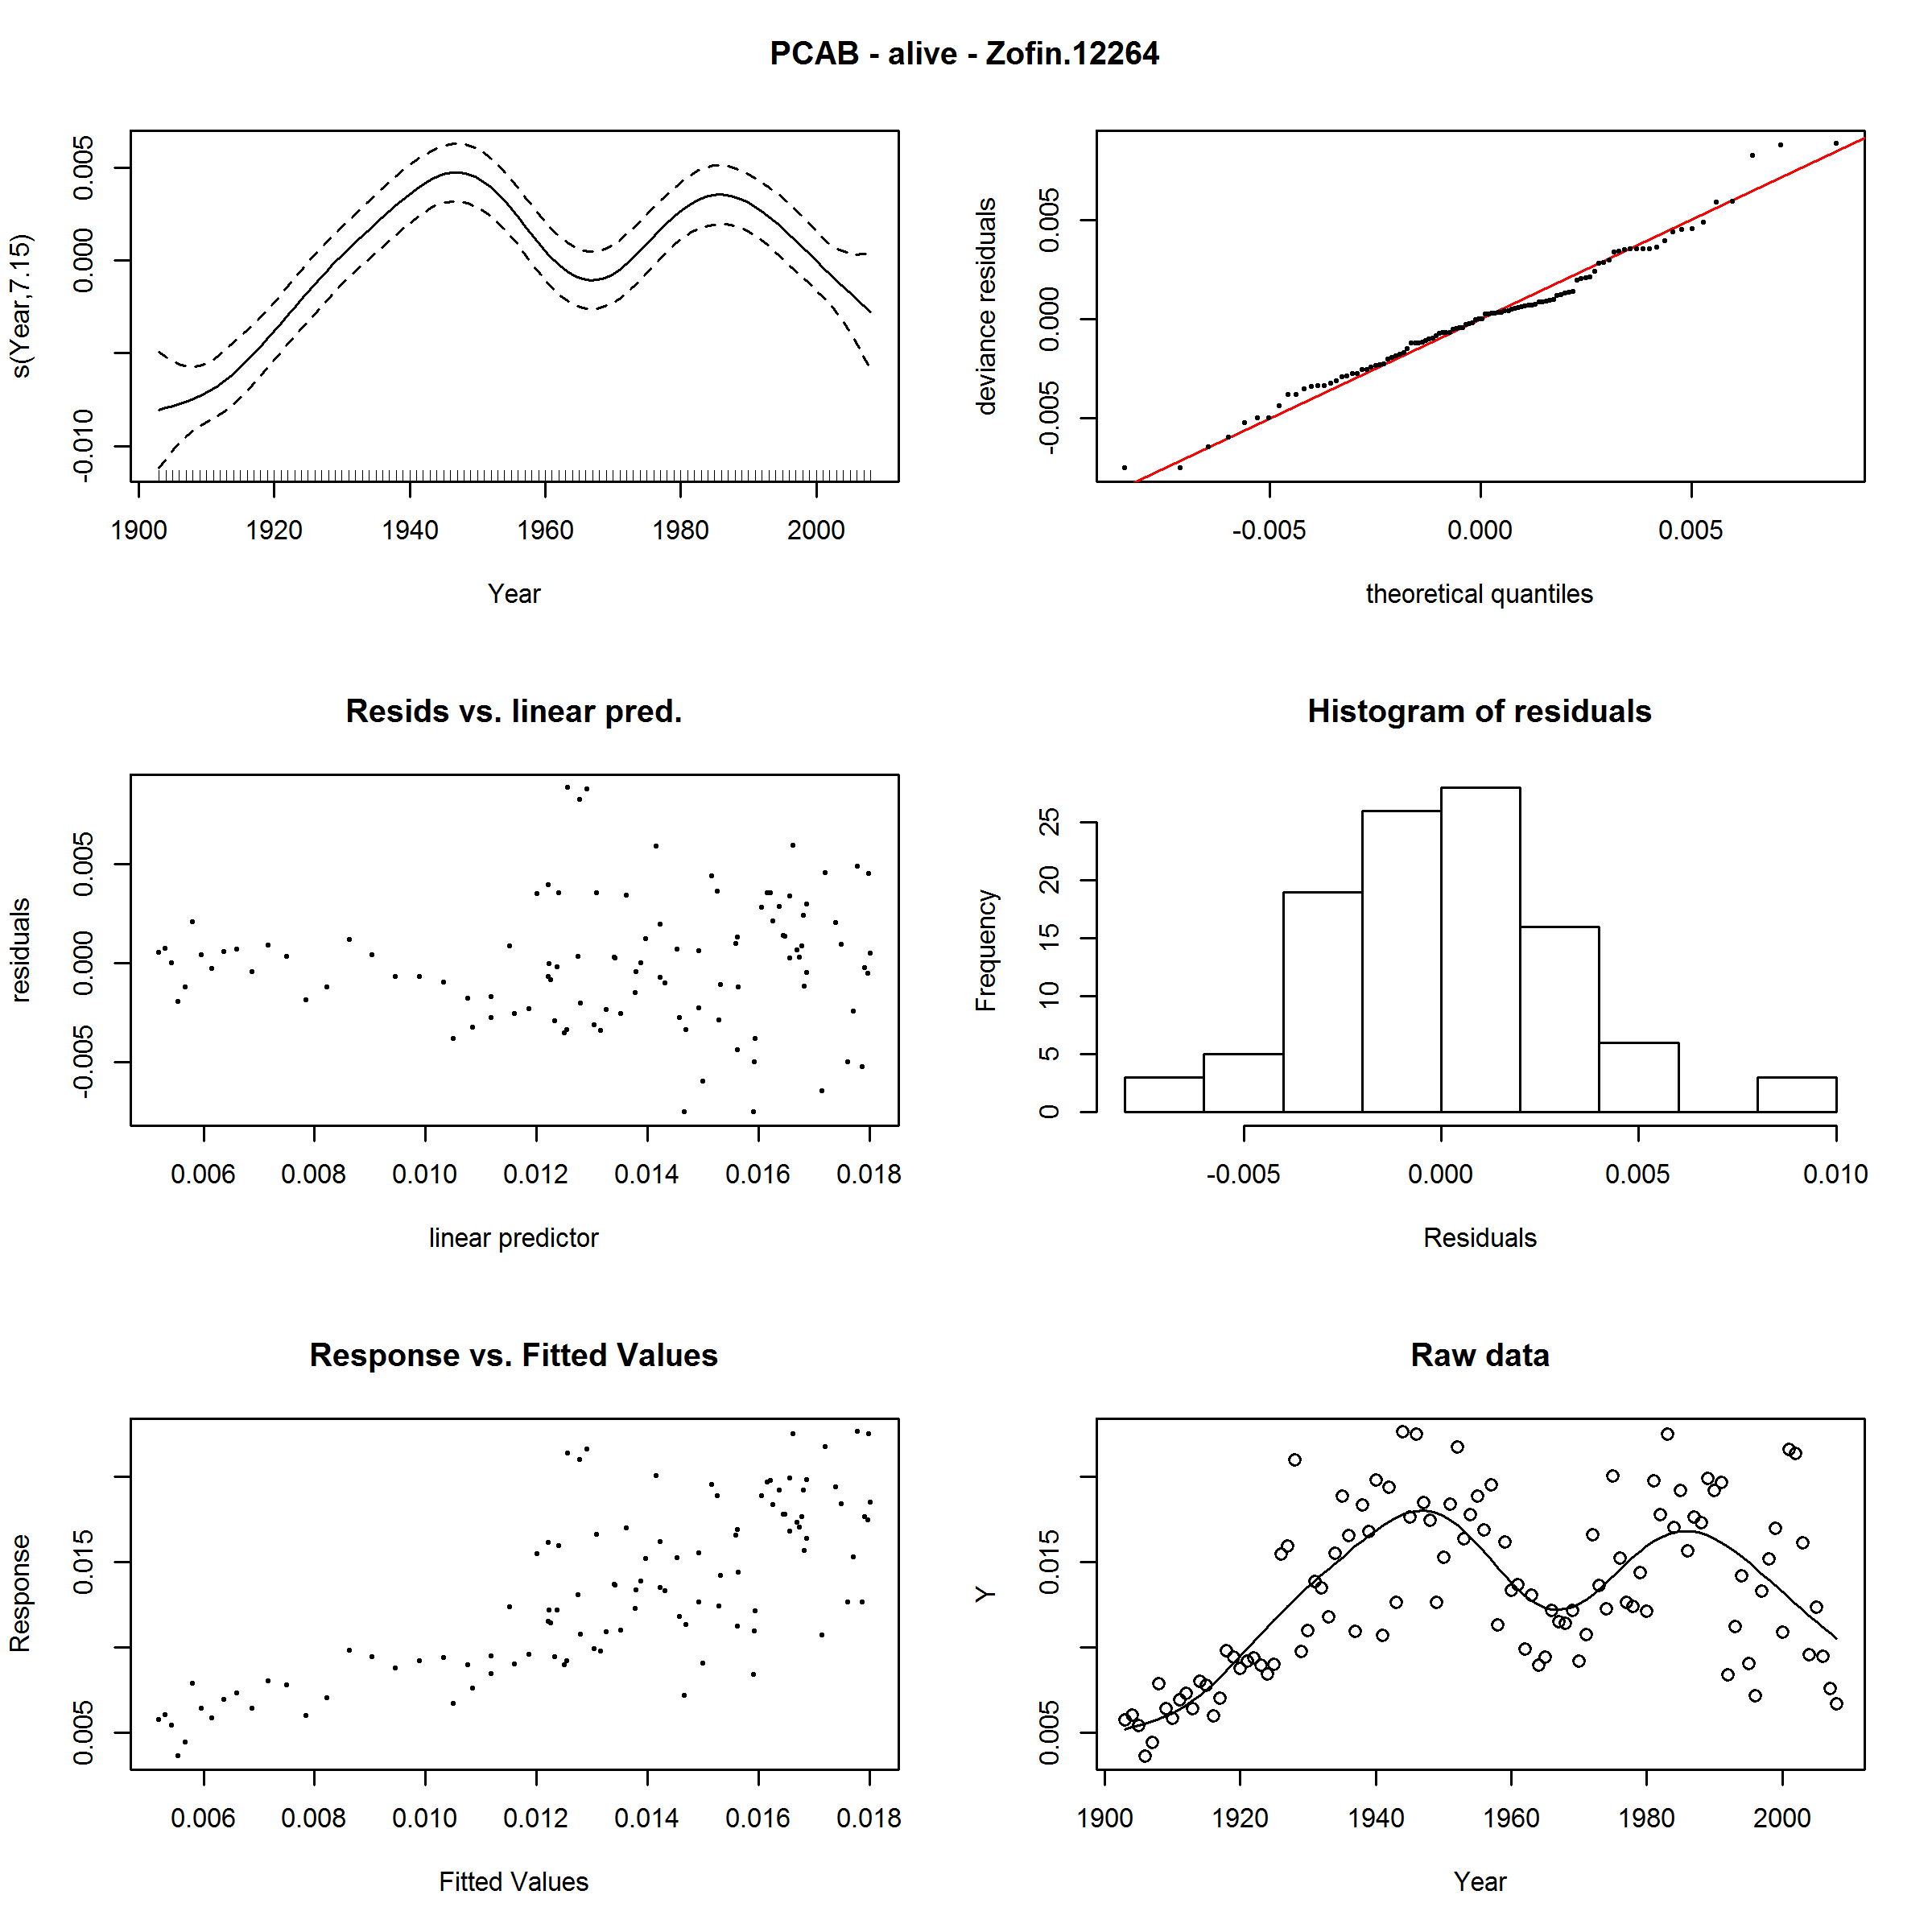 PCAB - alive - Zofin.12264
s(Year,7.15)
-0.010 0.000 0.005
1900 1920 1940 1960 1980 2000
Year
deviance residuals
-0.005 0.000 0.005
-0.005 0.000 0.005
theoretical quantiles
Resids vs. linear pred.
residuals
-0.005 0.000 0.005
0.006 0.008 0.010 0.012 0.014 0.016 0.018
linear predictor
Histogram of residuals
Frequency
0 5 10 15 20 25
-0.005 0.000 0.005 0.010
Residuals
Response vs. Fitted Values
Response
0.005 0.015
0.006 0.008 0.010 0.012 0.014 0.016 0.018
Fitted Values
Raw data
Y
0.005 0.015
1900 1920 1940 1960 1980 2000
Year